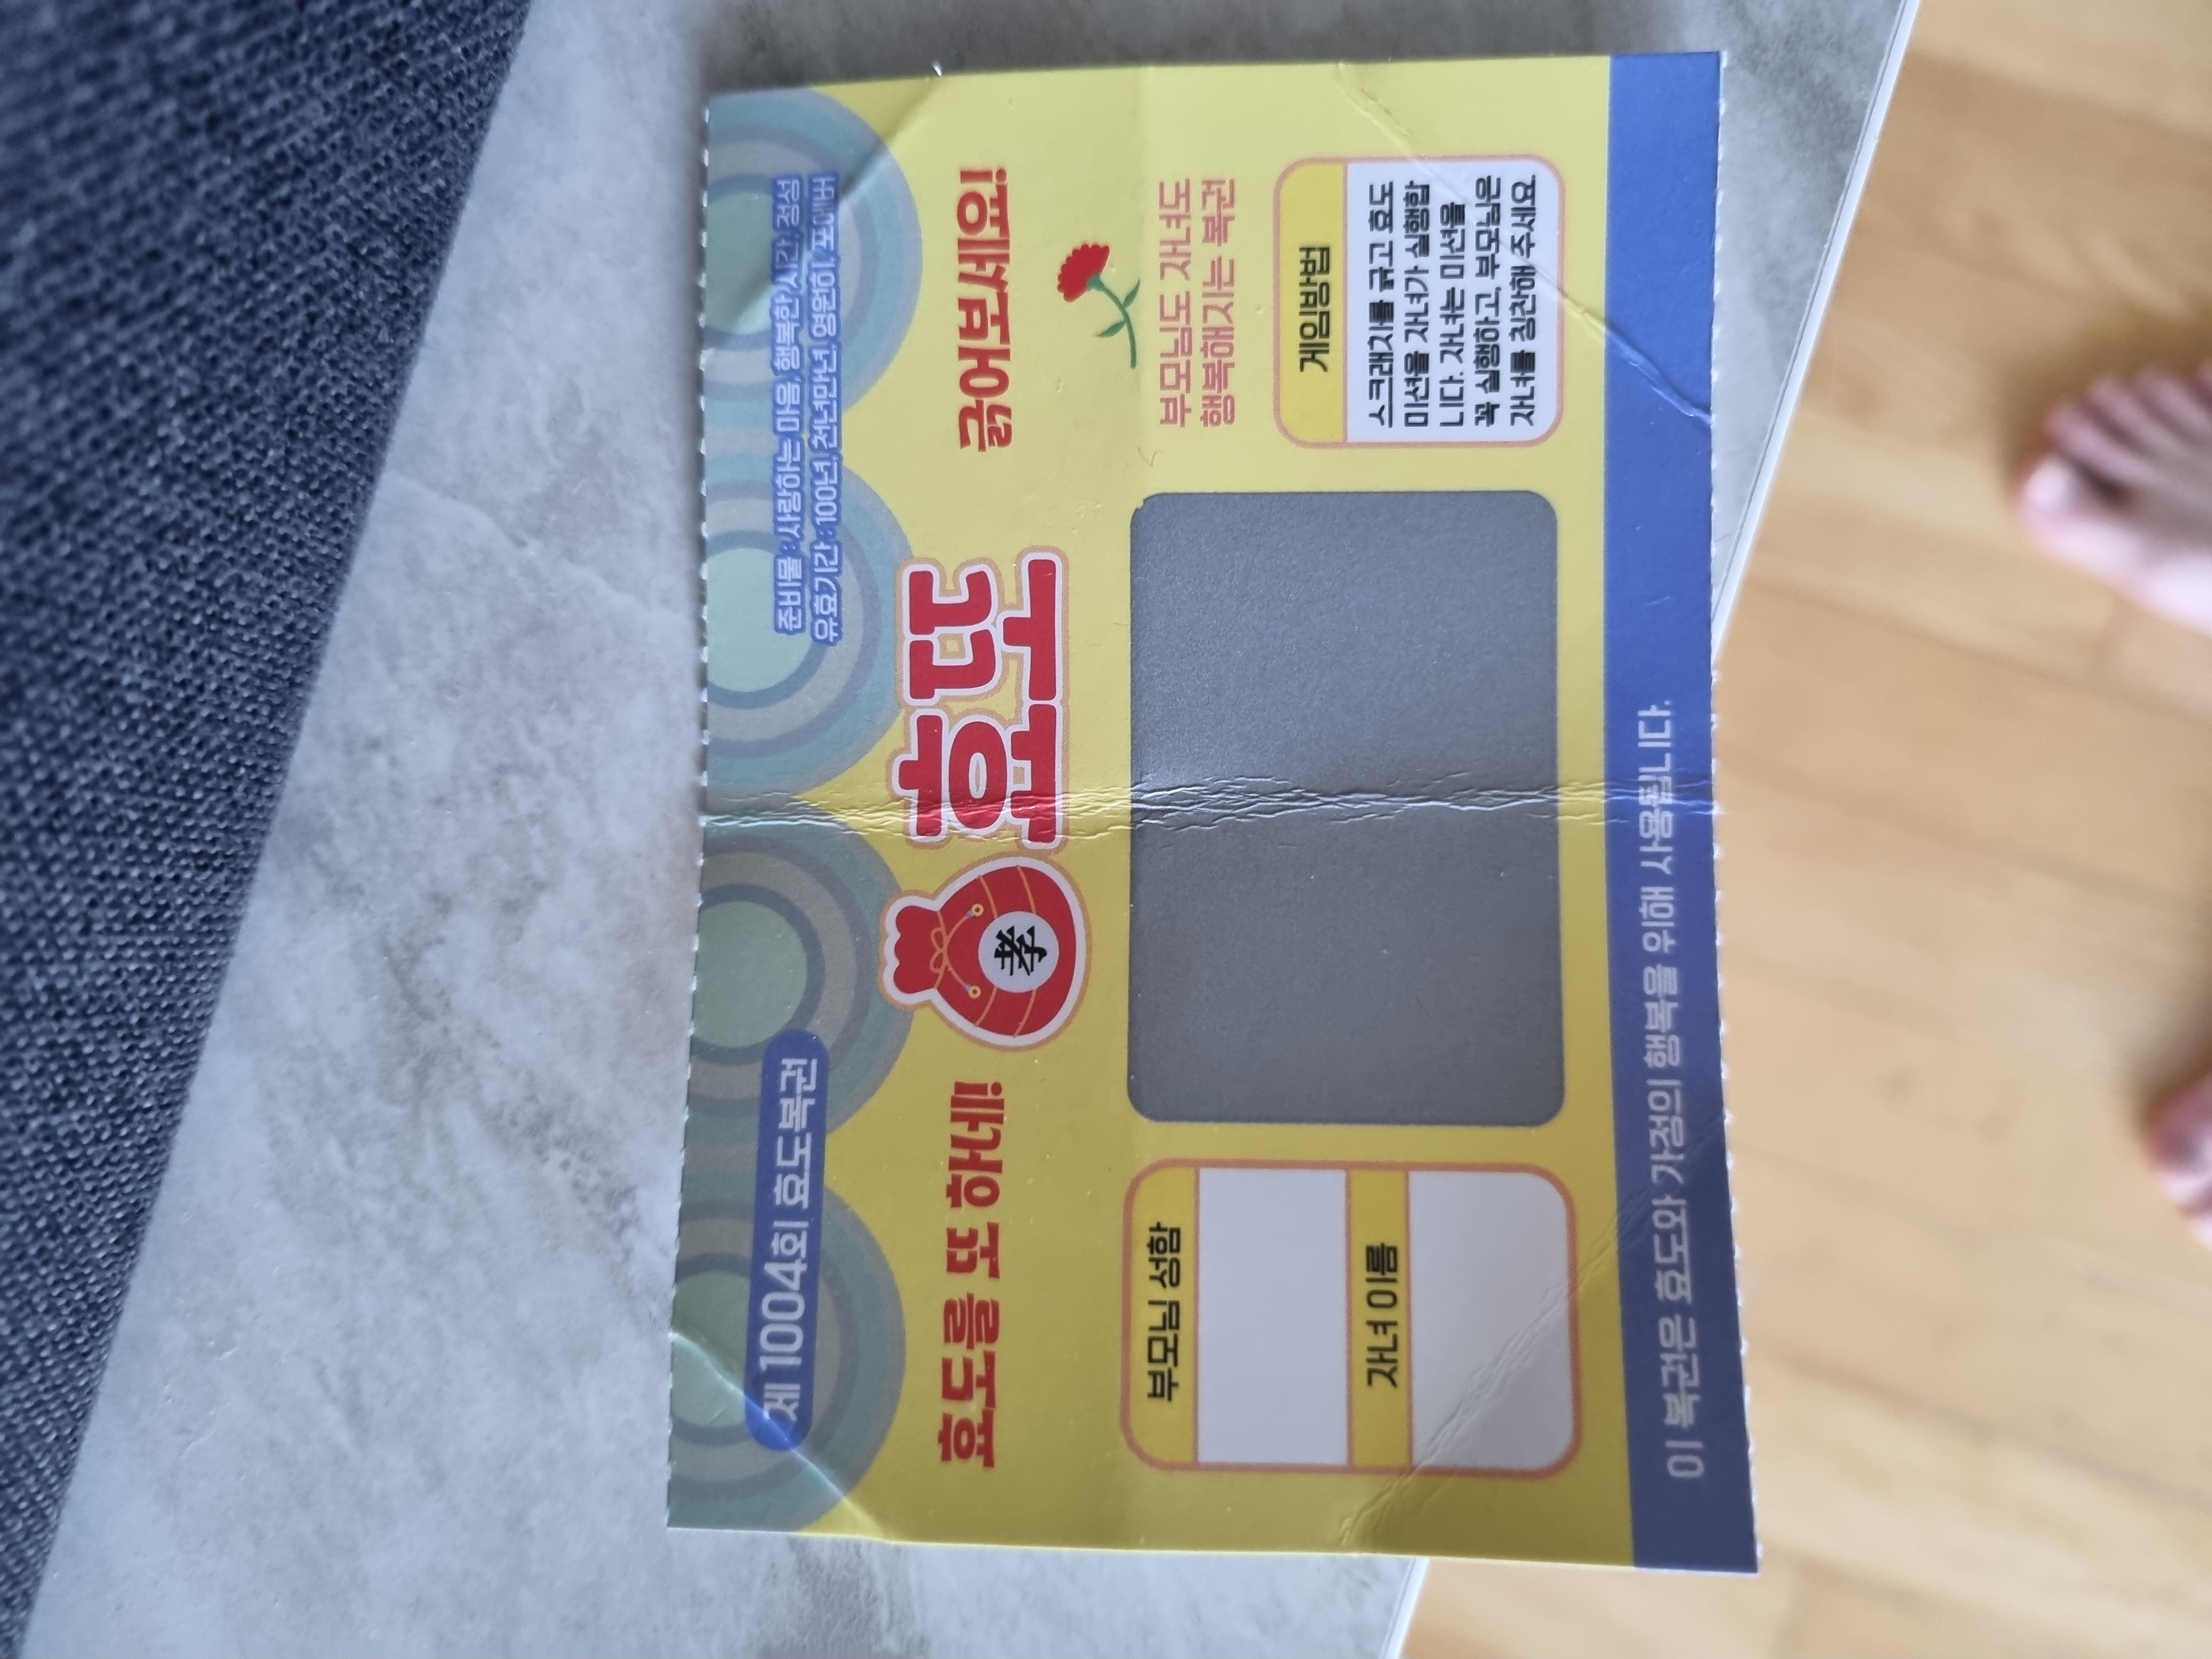 제 1004회 효도복권
준비물 : 사랑하는 마음, 행복한 시간, 정성
유효기간 : 100년, 천년만년, 영원히, 포에버
효도를 또 하네!
孝
효또
긁어보세요!
부모님 성함
자녀 이름
부모님도 자녀도
행복해지는 복권
게임방법
스크래치를 긁고 효도
미션을 자녀가 실행합
니다. 자녀는 미션을
꼭 실행하고, 부모님은
자녀를 칭찬해 주세요.
이 복권은 효도와 가정의 행복을 위해 사용됩니다.